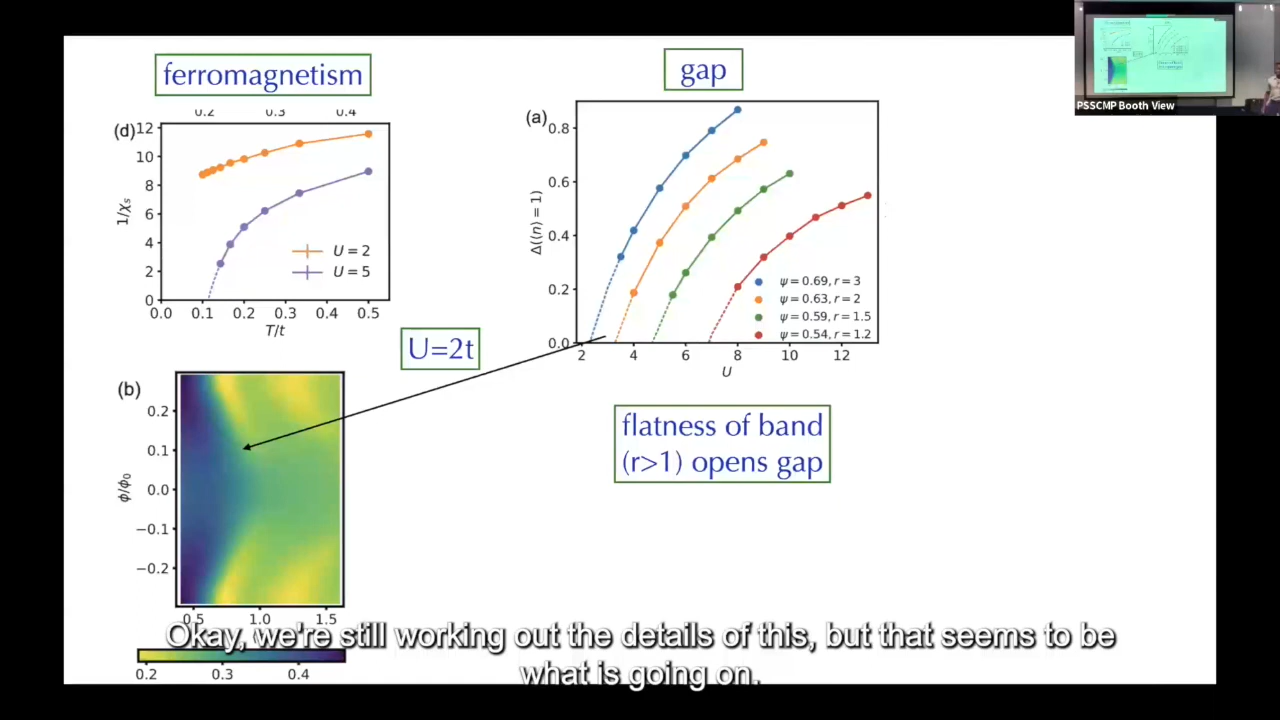 ferromagnetism
gap
PSSCMP Booth View
0.2 0.3 0.4
(d)
12
10
8
6
4
2
0
1/χs
U = 2
U = 5
0.0 0.1 0.2 0.3 0.4 0.5
T/t
(a)
0.8
0.6
0.4
0.2
0.0
Δ(⟨n⟩ = 1)
ψ = 0.69, r = 3
ψ = 0.63, r = 2
ψ = 0.59, r = 1.5
ψ = 0.54, r = 1.2
2 4 6 8 10 12
U
U=2t
(b)
0.2
0.1
0.0
−0.1
−0.2
ϕ/ϕ0
0.5 1.0 1.5
0.2 0.3 0.4
flatness of band
(r>1) opens gap
Okay, we're still working out the details of this, but that seems to be
what is going on.